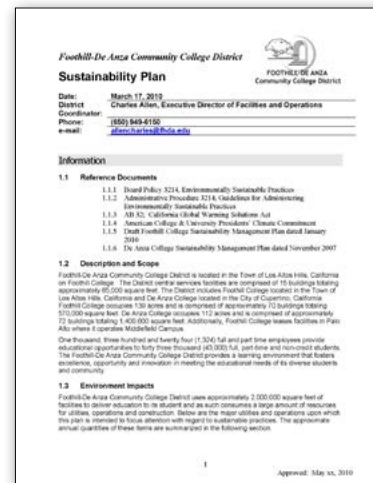 Foothill-De Anza Community College District
Sustainability Plan
FOOTHILL-DE ANZA
Community College District
Date: March 17, 2010
District Charles Allen, Executive Director of Facilities and Operations
Coordinator:
Phone: (650) 949-6150
e-mail: allencharles@fhda.edu
Information
1.1 Reference Documents
1.1.1 Board Policy 3214, Environmentally Sustainable Practices
1.1.2 Administrative Procedure 3214, Guidelines for Administering
Environmentally Sustainable Practices
1.1.3 AB 32; California Global Warming Solutions Act
1.1.4 American College & University Presidents' Climate Commitment
1.1.5 Draft Foothill College Sustainability Management Plan dated January
2010
1.1.6 De Anza College Sustainability Management Plan dated November 2007
1.2 Description and Scope
Foothill-De Anza Community College District is located in the Town of Los Altos Hills, California
on Foothill College. The District central services facilities are comprised of 15 buildings totaling
approximately 65,000 square feet. The District includes Foothill College located in the Town of
Los Altos Hills, California and De Anza College located in the City of Cupertino, California.
Foothill College occupies 139 acres and is comprised of approximately 70 buildings totaling
570,000 square feet. De Anza College occupies 112 acres and is comprised of approximately
72 buildings totaling 1,400,000 square feet. Additionally, Foothill College leases facilities in Palo
Alto where it operates Middlefield Campus.
One thousand, three hundred and twenty four (1,324) full and part time employees provide
educational opportunities to forty three thousand (43,000) full, part time and non-credit students.
The Foothill-De Anza Community College District provides a learning environment that fosters
excellence, opportunity and innovation in meeting the educational needs of its diverse students
and community.
1.3 Environment Impacts
Foothill-De Anza Community College District uses approximately 2,000,000 square feet of
facilities to deliver education to its student and as such consumes a large amount of resources
for utilities, operations and construction. Below are the major utilities and operations upon which
this plan is intended to focus attention with regard to sustainable practices. The approximate
annual quantities of these items are summarized in the following section.
1
Approved: May xx, 2010